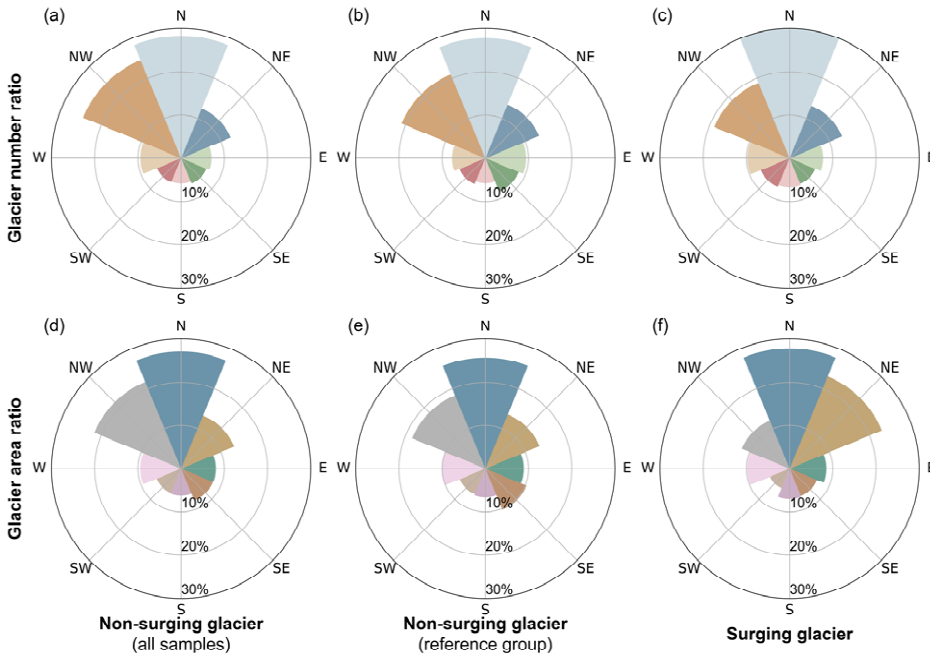 (a)
N
NW
NE
W
E
SW
SE
S
10%
20%
30%
(b)
N
NW
NE
W
E
SW
SE
S
10%
20%
30%
(c)
N
NW
NE
W
E
SW
SE
S
10%
20%
30%
Glacier number ratio
(d)
N
NW
NE
W
E
SW
SE
S
10%
20%
30%
(e)
N
NW
NE
W
E
SW
SE
S
10%
20%
30%
(f)
N
NW
NE
W
E
SW
SE
S
10%
20%
30%
Glacier area ratio
Non-surging glacier
(all samples)
Non-surging glacier
(reference group)
Surging glacier